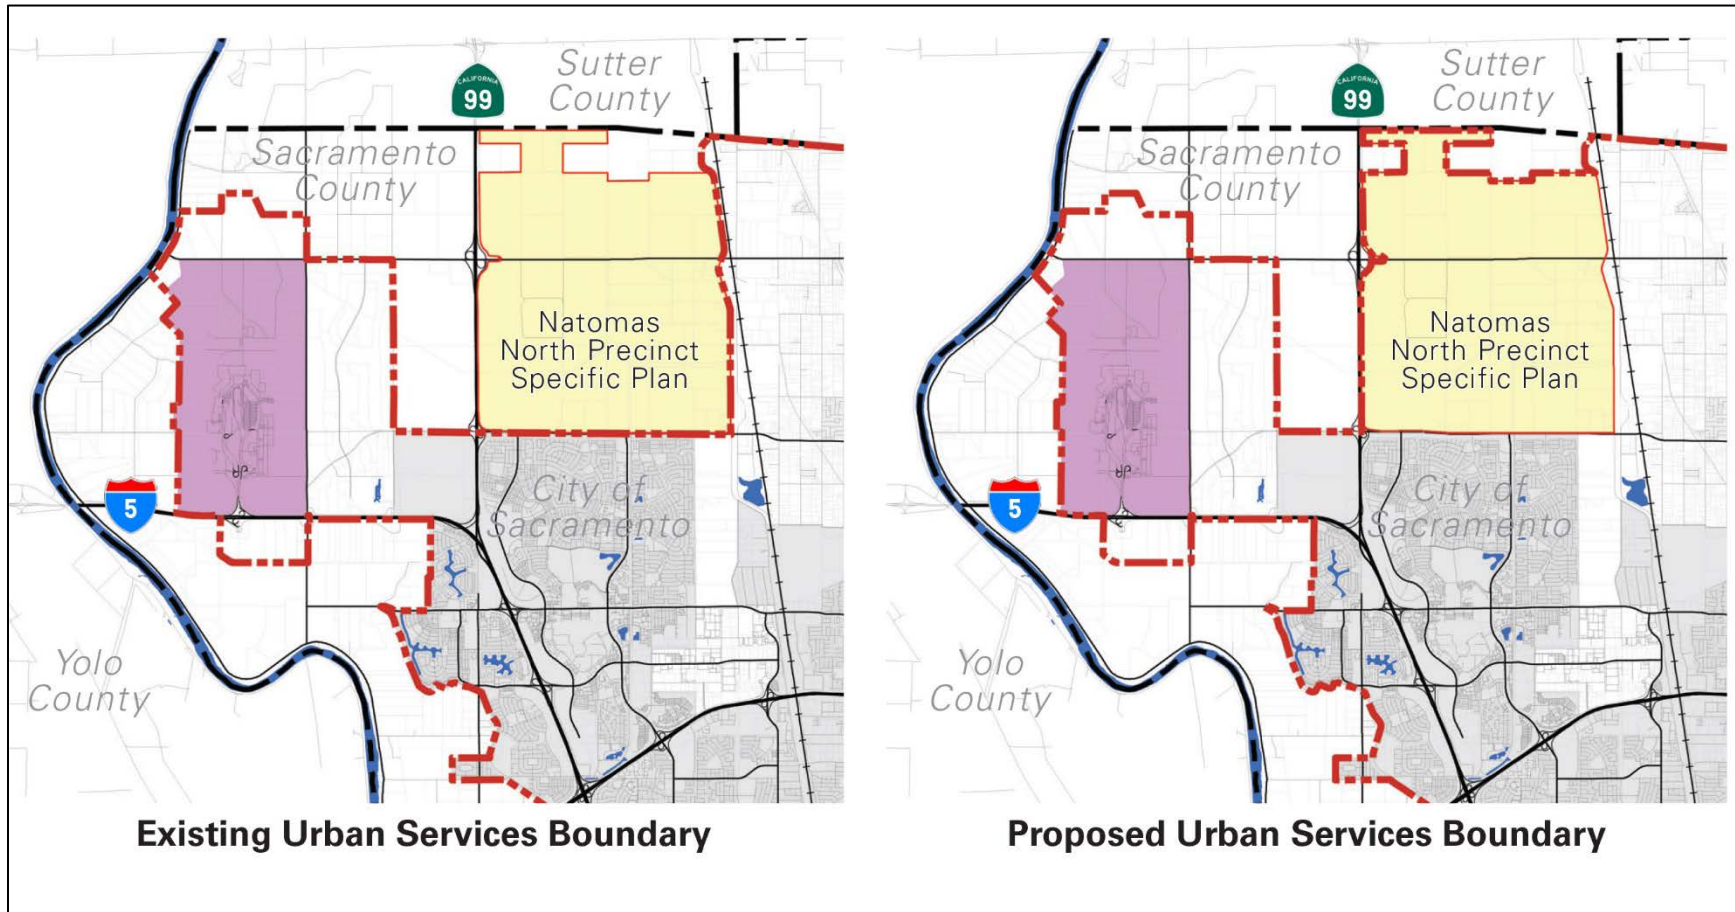 Sutter
County
CALIFORNIA
99
Sacramento
County
Natomas
North Precinct
Specific Plan
5
City of
Sacramento
Yolo
County
Existing Urban Services Boundary
Sutter
County
CALIFORNIA
99
Sacramento
County
Natomas
North Precinct
Specific Plan
5
City of
Sacramento
Yolo
County
Proposed Urban Services Boundary